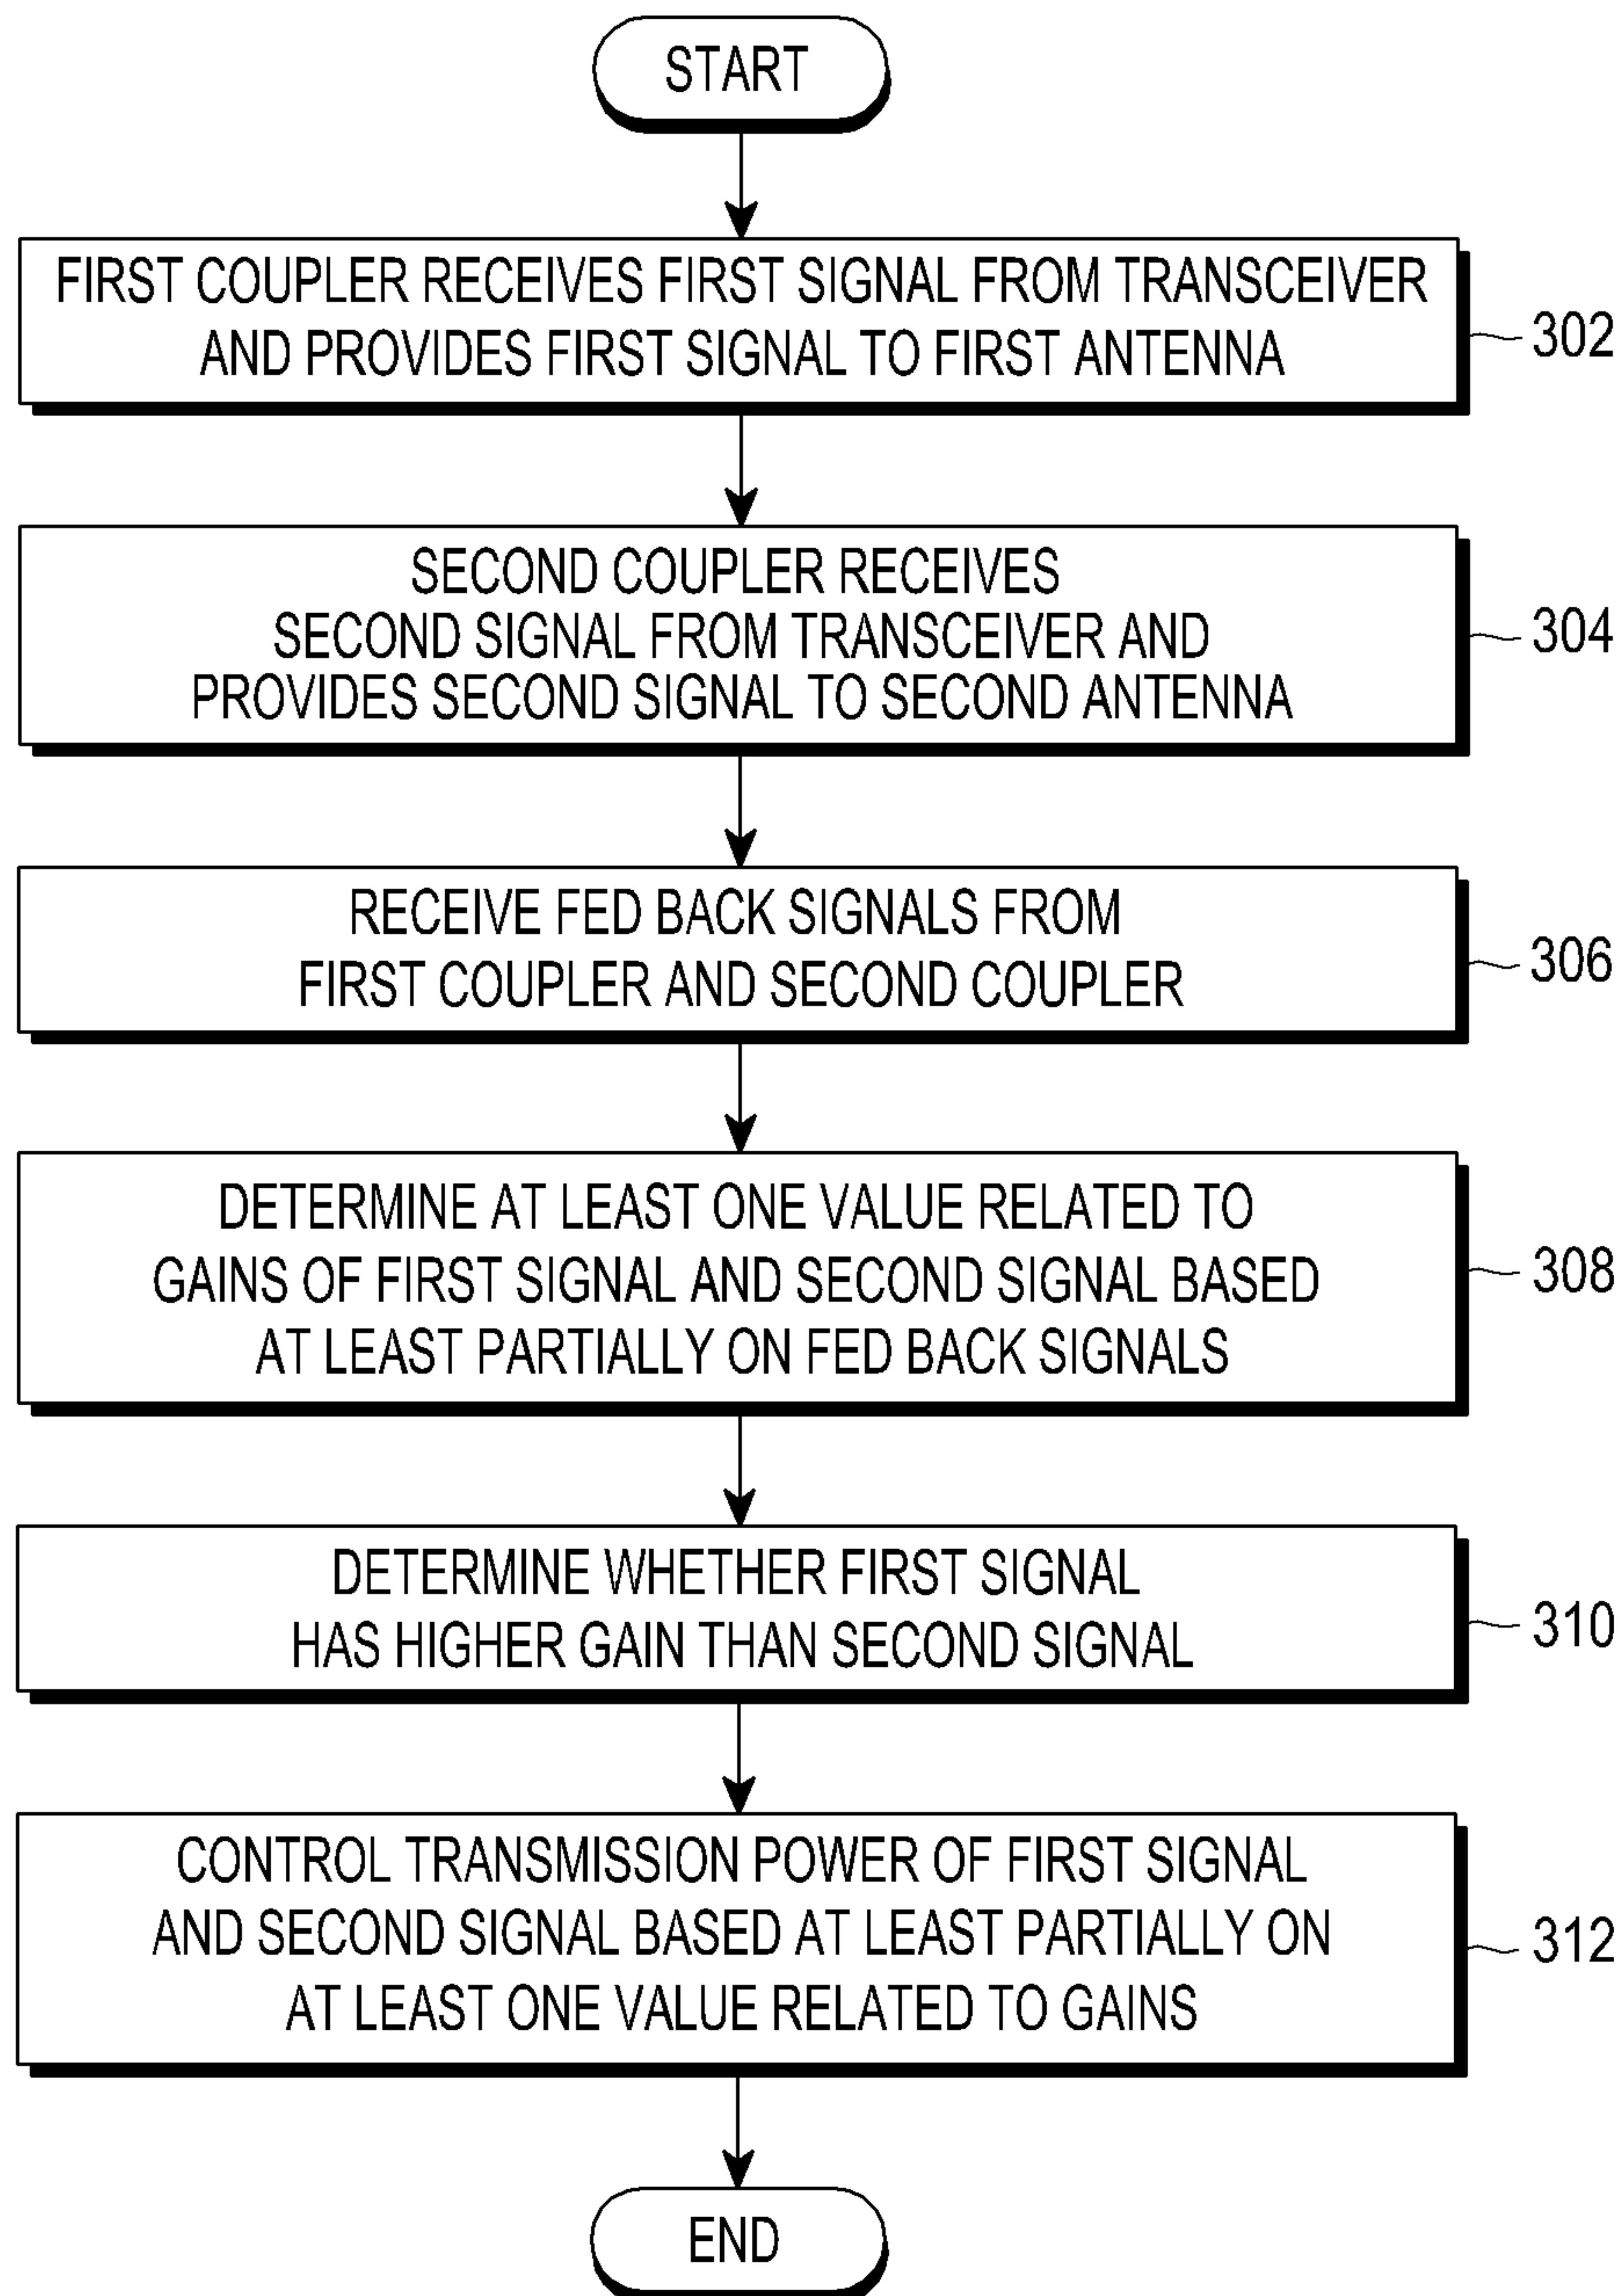 START
FIRST COUPLER RECEIVES FIRST SIGNAL FROM TRANSCEIVER
AND PROVIDES FIRST SIGNAL TO FIRST ANTENNA
302
SECOND COUPLER RECEIVES
SECOND SIGNAL FROM TRANSCEIVER AND
PROVIDES SECOND SIGNAL TO SECOND ANTENNA
304
RECEIVE FED BACK SIGNALS FROM
FIRST COUPLER AND SECOND COUPLER
306
DETERMINE AT LEAST ONE VALUE RELATED TO
GAINS OF FIRST SIGNAL AND SECOND SIGNAL BASED
AT LEAST PARTIALLY ON FED BACK SIGNALS
308
DETERMINE WHETHER FIRST SIGNAL
HAS HIGHER GAIN THAN SECOND SIGNAL
310
CONTROL TRANSMISSION POWER OF FIRST SIGNAL
AND SECOND SIGNAL BASED AT LEAST PARTIALLY ON
AT LEAST ONE VALUE RELATED TO GAINS
312
END